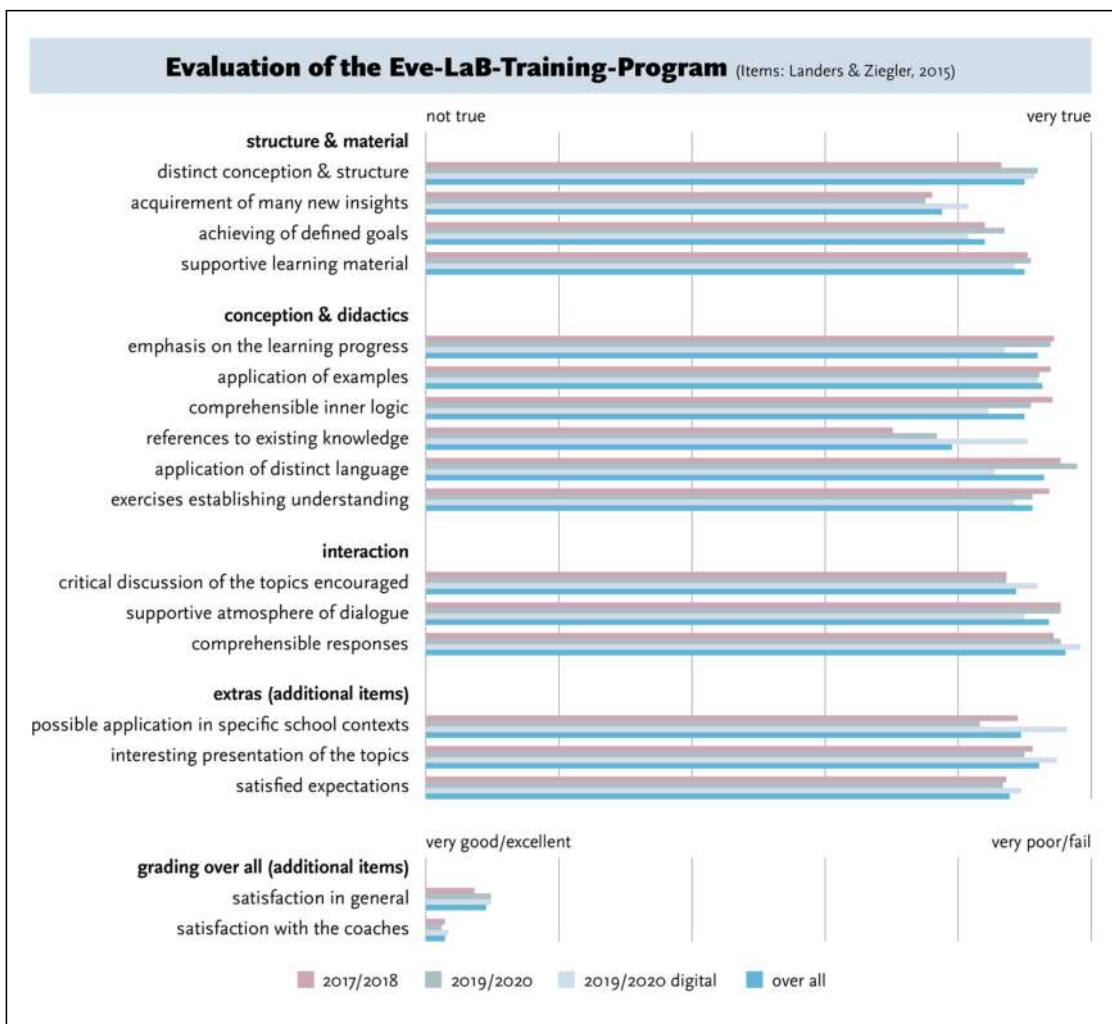 Evaluation of the Eve-LaB-Training-Program (Items: Landers & Ziegler, 2015)
not true very true
structure & material
distinct conception & structure
acquirement of many new insights
achieving of defined goals
supportive learning material
conception & didactics
emphasis on the learning progress
application of examples
comprehensible inner logic
references to existing knowledge
application of distinct language
exercises establishing understanding
interaction
critical discussion of the topics encouraged
supportive atmosphere of dialogue
comprehensible responses
extras (additional items)
possible application in specific school contexts
interesting presentation of the topics
satisfied expectations
very good/excellent very poor/fail
grading over all (additional items)
satisfaction in general
satisfaction with the coaches
2017/2018 2019/2020 2019/2020 digital over all